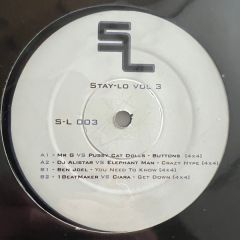 SL
Stay-Lo Vol 3
S-L 003
A1 - Mr G vs Pussy Cat Dolls - Buttons [4x4]
A2 - DJ Alistar vs Elephant Man - Crazy Hype [4x4]
B1 - Ben Joel - You Need To Know [4x4]
B2 - 1BeatMaker vs Ciara - Get Down [4x4]